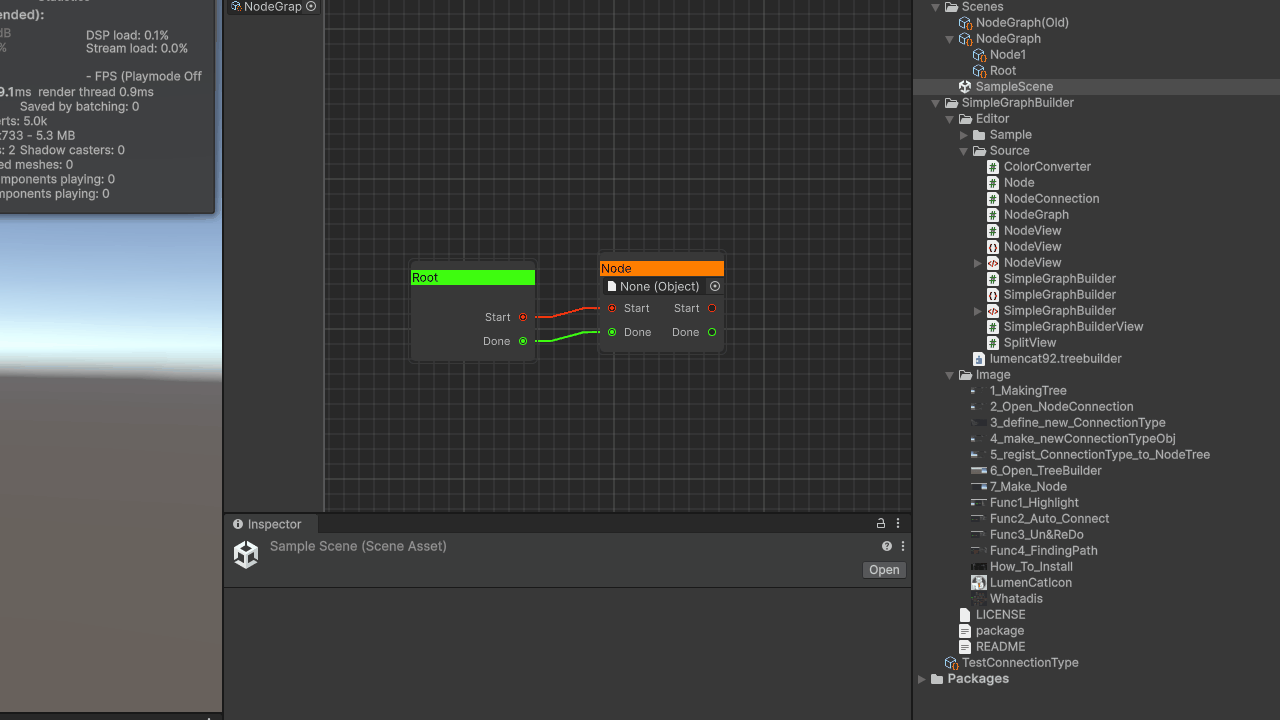 ended):
dB
DSP load: 0.1%
%
Stream load: 0.0%
- FPS (Playmode Off
9.1ms render thread 0.9ms
Saved by batching: 0
erts: 5.0k
x733 - 5.3 MB
s: 2 Shadow casters: 0
ed meshes: 0
mponents playing: 0
mponents playing: 0
NodeGrap
Root
Start
Done
Node
None (Object)
Start
Start
Done
Done
Inspector
Sample Scene (Scene Asset)
Open
Scenes
NodeGraph(Old)
NodeGraph
Node1
Root
SampleScene
SimpleGraphBuilder
Editor
Sample
Source
ColorConverter
Node
NodeConnection
NodeGraph
NodeView
NodeView
NodeView
SimpleGraphBuilder
SimpleGraphBuilder
SimpleGraphBuilder
SimpleGraphBuilderView
SplitView
lumencat92.treebuilder
Image
1_MakingTree
2_Open_NodeConnection
3_define_new_ConnectionType
4_make_newConnectionTypeObj
5_regist_ConnectionType_to_NodeTree
6_Open_TreeBuilder
7_Make_Node
Func1_Highlight
Func2_Auto_Connect
Func3_Un&ReDo
Func4_FindingPath
How_To_Install
LumenCatIcon
Whatadis
LICENSE
package
README
TestConnectionType
Packages